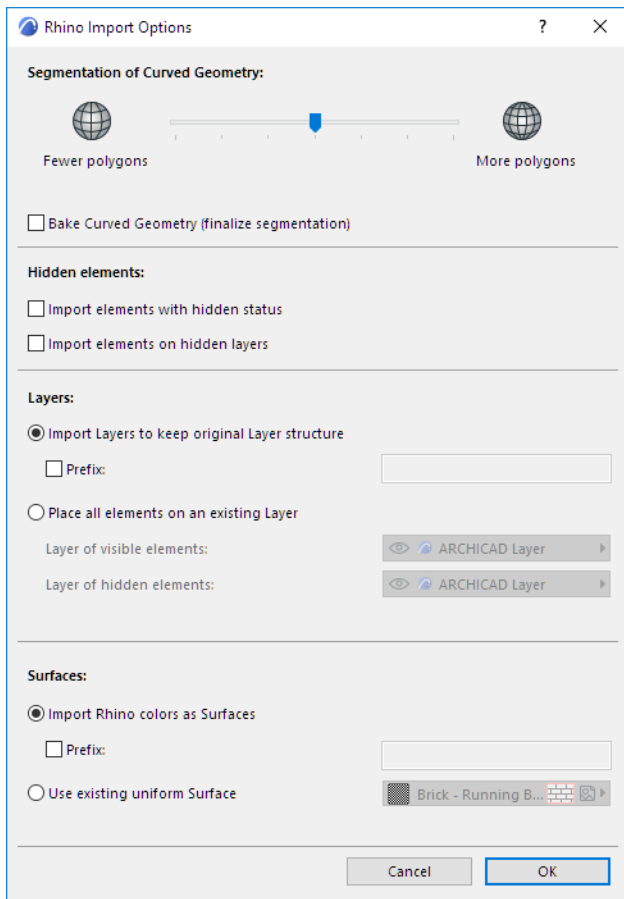 Rhino Import Options
Segmentation of Curved Geometry:
Fewer polygons
More polygons
Bake Curved Geometry (finalize segmentation)
Hidden elements:
Import elements with hidden status
Import elements on hidden layers
Layers:
Import Layers to keep original Layer structure
Prefix:
Place all elements on an existing Layer
Layer of visible elements: ARCHICAD Layer
Layer of hidden elements: ARCHICAD Layer
Surfaces:
Import Rhino colors as Surfaces
Prefix:
Use existing uniform Surface Brick - Running B...
Cancel OK